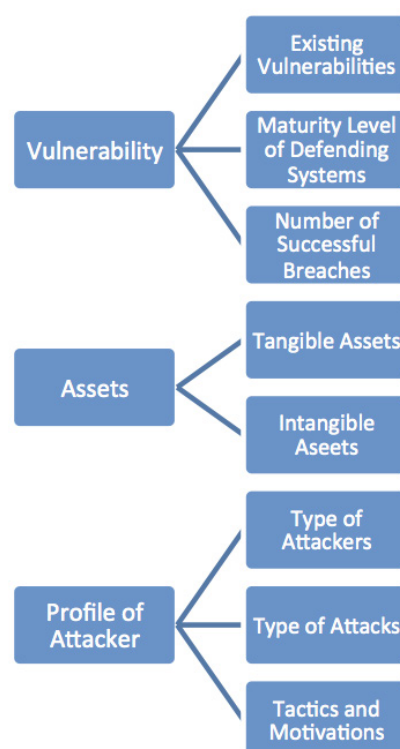 Vulnerability
Existing
Vulnerabilities
Maturity Level
of Defending
Systems
Number of
Successful
Breaches
Assets
Tangible Assets
Intangible
Aseets
Profile of
Attacker
Type of
Attackers
Type of Attacks
Tactics and
Motivations